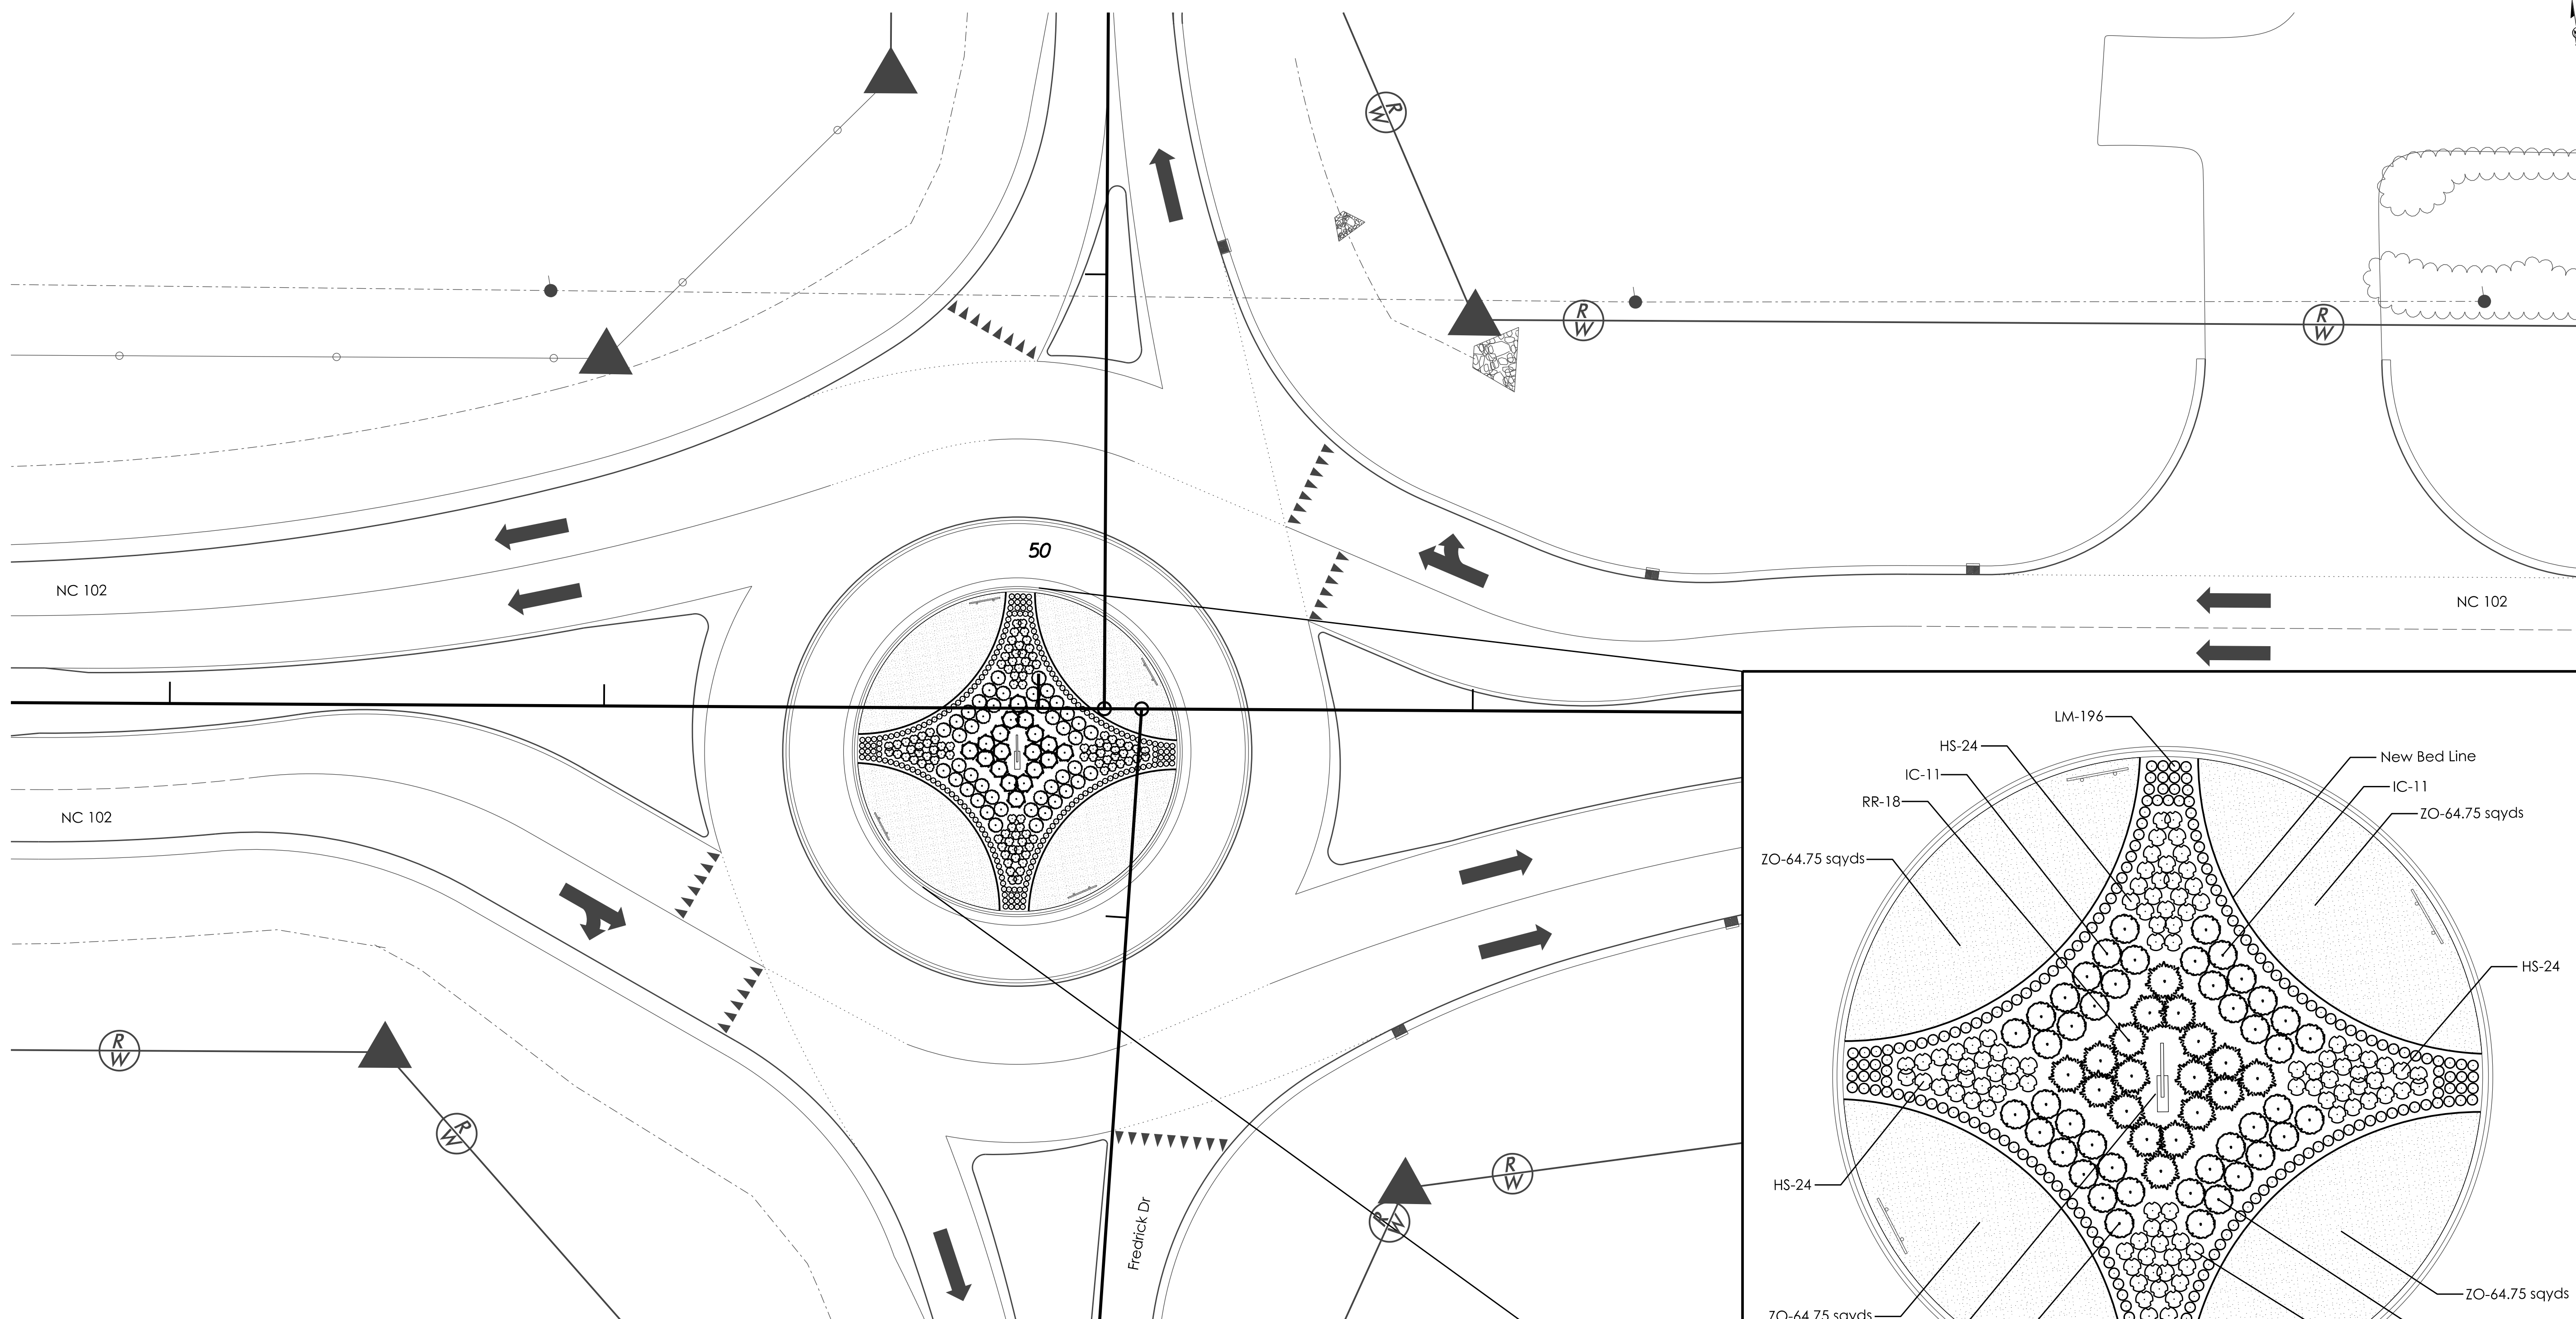 R
W
R
W
R
W
50
NC 102
NC 102
LM-196
HS-24
New Bed Line
IC-11
IC-11
RR-18
ZO-64.75 sqyds
NC 102
ZO-64.75 sqyds
HS-24
R
W
R
W
R
W
R
W
HS-24
Fredrick Dr
ZO-64.75 sqyds
ZO-64.75 sqyds